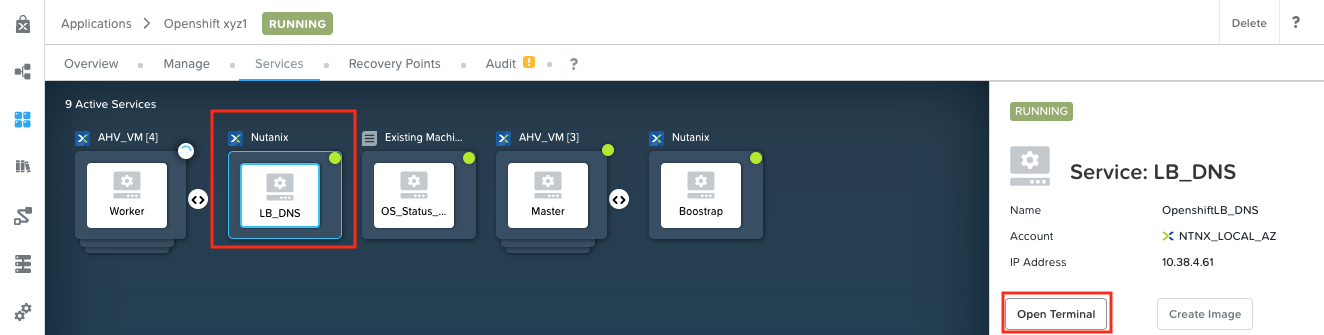 Applications > Openshift xyz1 RUNNING Delete ?
Overview Manage Services Recovery Points Audit ! ?
9 Active Services
AHV_VM [4] Nutanix Existing Machi... AHV_VM [3] Nutanix
Worker LB_DNS OS_Status_... Master Boostrap
RUNNING
Service: LB_DNS
Name OpenshiftLB_DNS
Account NTNX_LOCAL_AZ
IP Address 10.38.4.61
Open Terminal Create Image